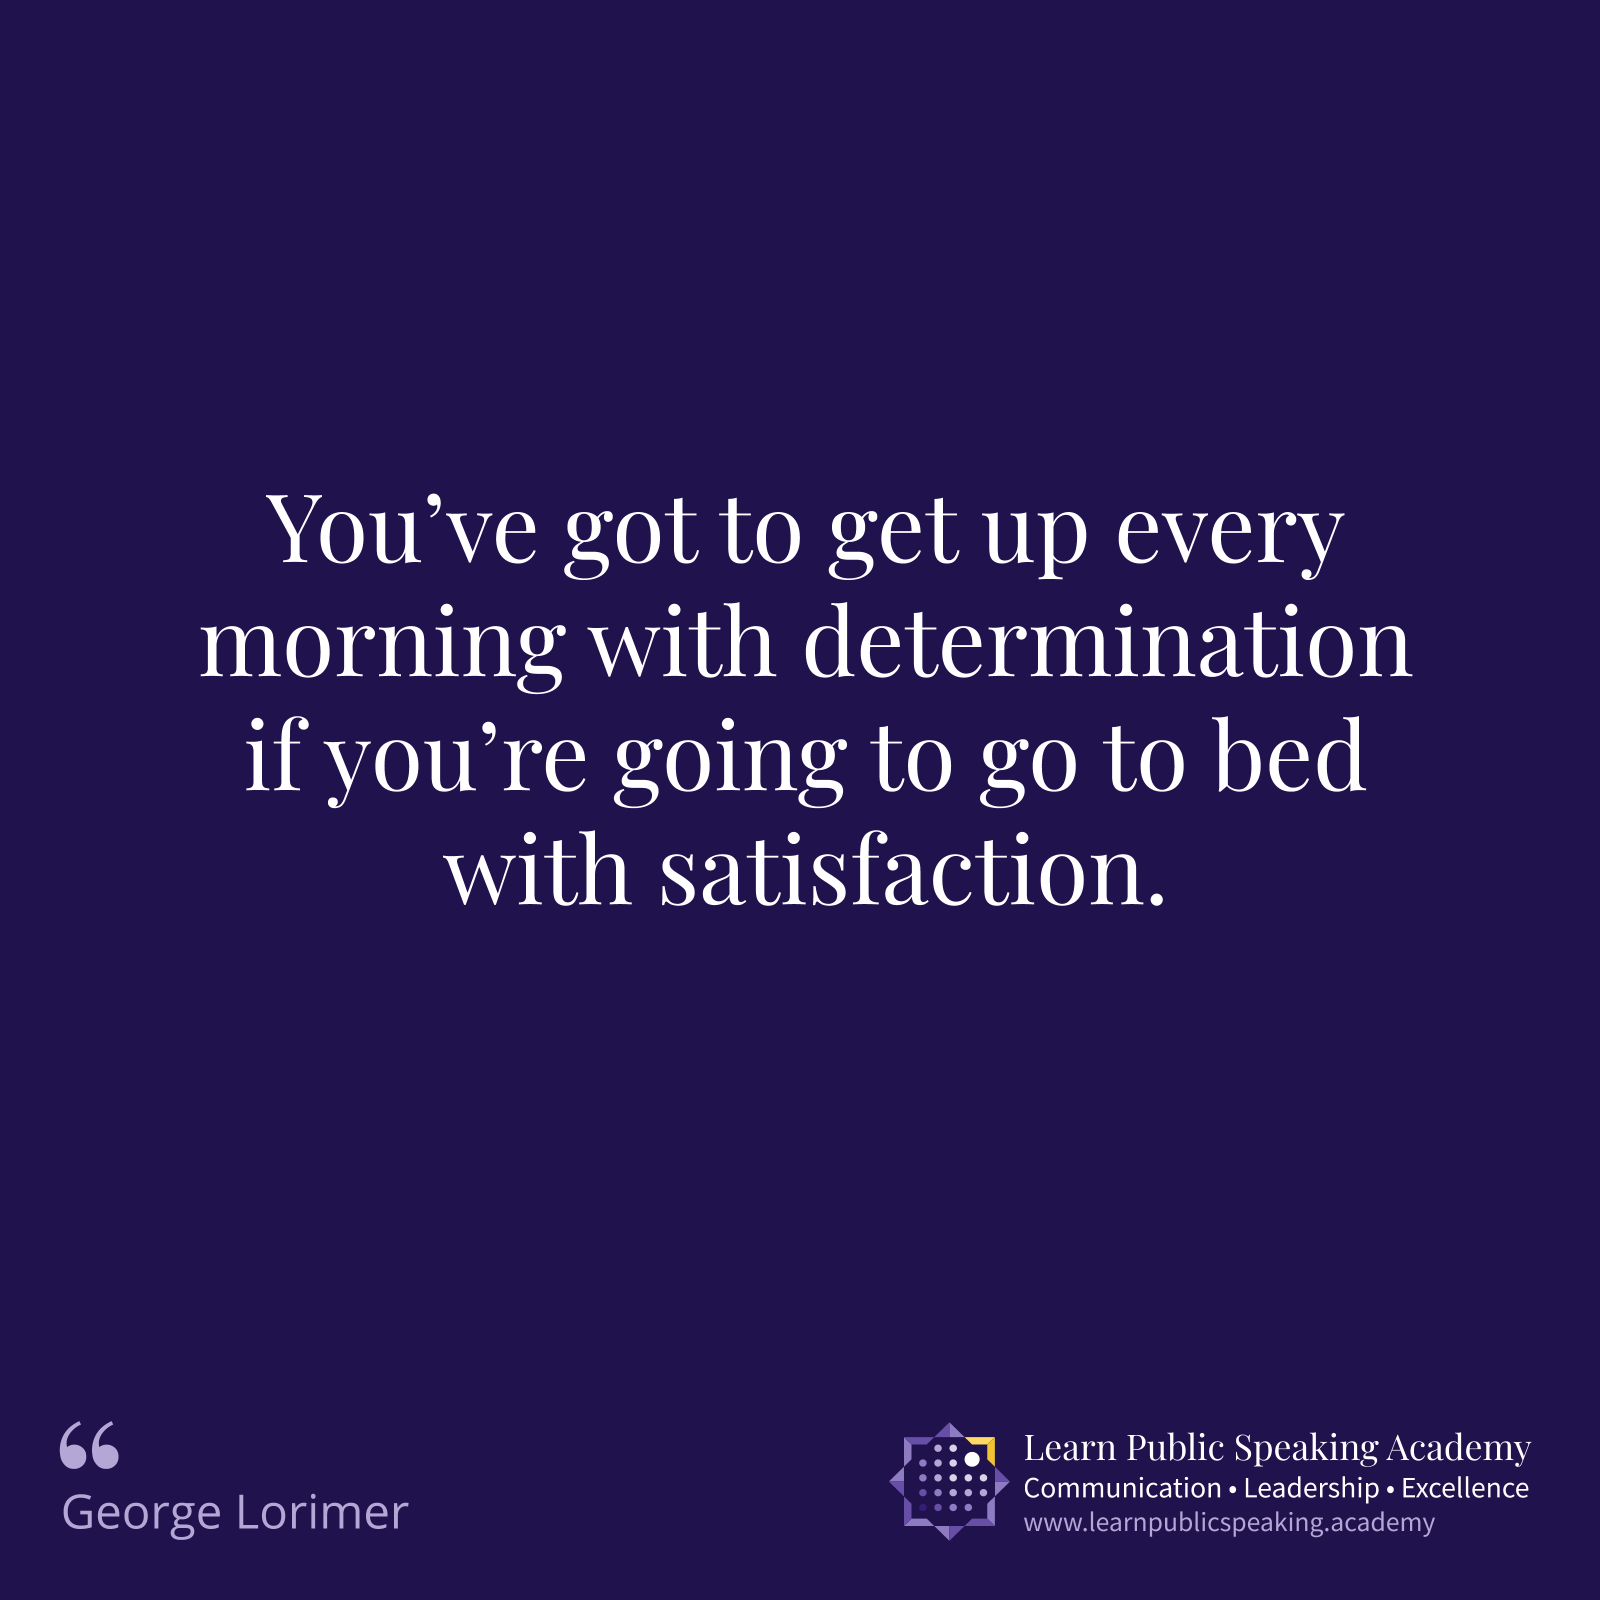 You’ve got to get up every
morning with determination
if you’re going to go to bed
with satisfaction.
“
George Lorimer
Learn Public Speaking Academy
Communication • Leadership • Excellence
www.learnpublicspeaking.academy